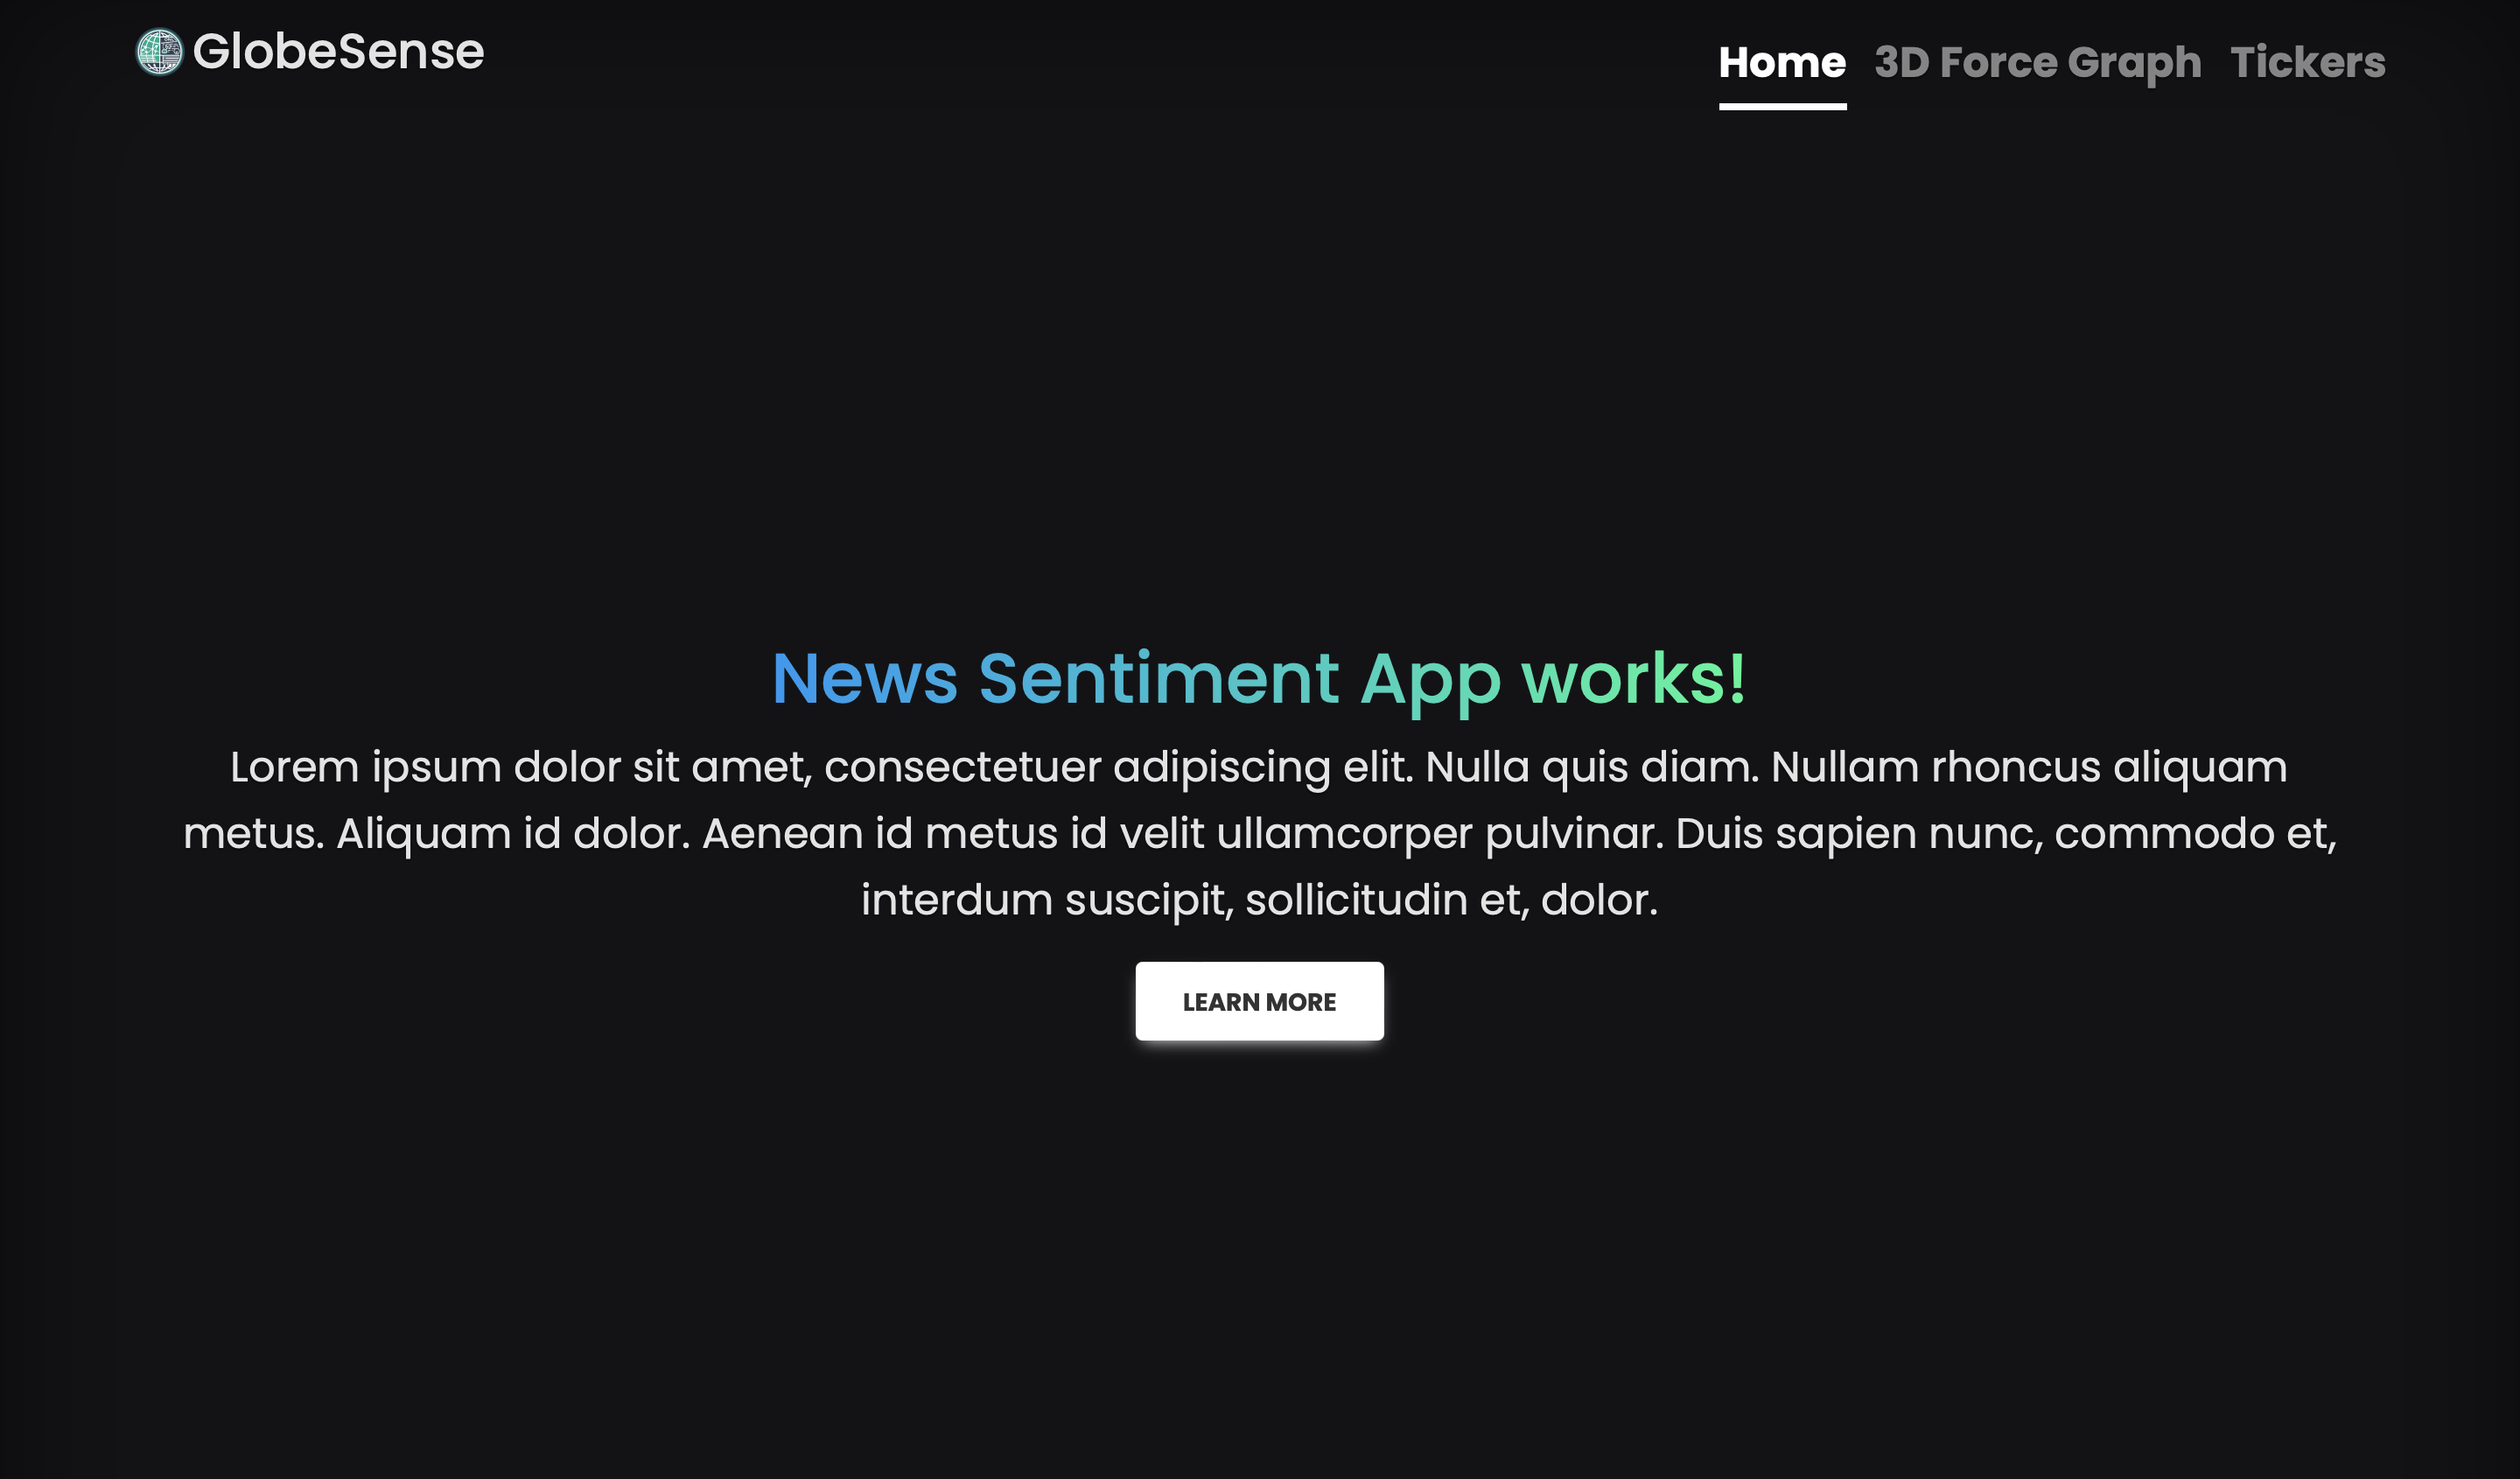 GlobeSense
Home 3D Force Graph Tickers
News Sentiment App works!
Lorem ipsum dolor sit amet, consectetuer adipiscing elit. Nulla quis diam. Nullam rhoncus aliquam
metus. Aliquam id dolor. Aenean id metus id velit ullamcorper pulvinar. Duis sapien nunc, commodo et,
interdum suscipit, sollicitudin et, dolor.
LEARN MORE